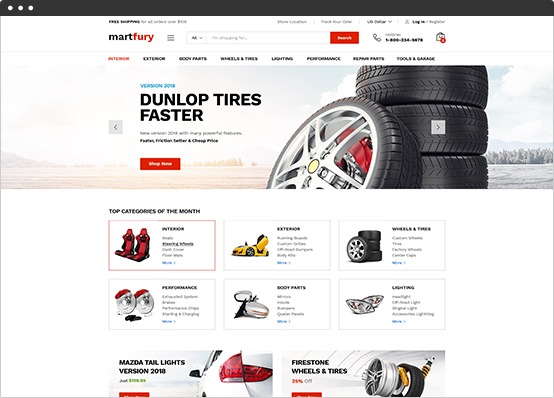 FREE SHIPPING for all orders over $100
Store Location
Track Your Oder
US Dollar
Log In / Register
martfury
All
I'm shopping for...
Search
Hotline:
1-800-234-5678
INTERIOR
EXTERIOR
BODY PARTS
WHEELS & TIRES
LIGHTING
PERFORMANCE
REPAIR PARTS
TOOLS & GARAGE
VERSION 2018
DUNLOP TIRES
FASTER
New version 2018 with many powerful features.
Faster, Friction better & Cheap Price
Shop Now
TOP CATEGORIES OF THE MONTH
INTERIOR
Seats
Steering Wheels
Dash Cover
Floor Mats
More
EXTERIOR
Running Boards
Custom Grilles
Off-Road Bumpers
Body Kits
More
WHEELS & TIRES
Custom Wheels
Tires
Factory Wheels
Center Caps
More
PERFORMANCE
Exhausted System
Brakes
Performance Chips
Starting & Charging
More
BODY PARTS
Mirrors
Hoods
Bumpers
More
LIGHTING
Headlight
Off-Road Light
Accessories Lighting
More
MAZDA TAIL LIGHTS
VERSION 2018
Just $159.99
FIRESTONE
WHEELS & TIRES
25% Off